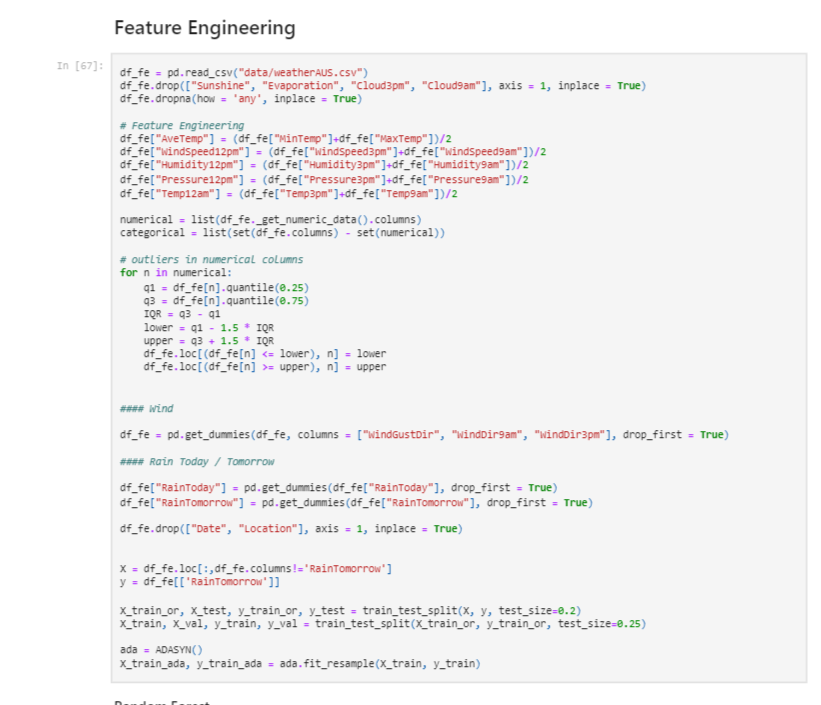 Feature Engineering
In [67]:
df_fe = pd.read_csv("data/weatherAUS.csv")
df_fe.drop(["Sunshine", "Evaporation", "Cloud3pm", "Cloud9am"], axis = 1, inplace = True)
df_fe.dropna(how = 'any', inplace = True)
# Feature Engineering
df_fe["AveTemp"] = (df_fe["MinTemp"]+df_fe["MaxTemp"])/2
df_fe["WindSpeed12pm"] = (df_fe["WindSpeed3pm"]+df_fe["WindSpeed9am"])/2
df_fe["Humidity12pm"] = (df_fe["Humidity3pm"]+df_fe["Humidity9am"])/2
df_fe["Pressure12pm"] = (df_fe["Pressure3pm"]+df_fe["Pressure9am"])/2
df_fe["Temp12am"] = (df_fe["Temp3pm"]+df_fe["Temp9am"])/2
numerical = list(df_fe._get_numeric_data().columns)
categorical = list(set(df_fe.columns) - set(numerical))
# outliers in numerical columns
for n in numerical:
    q1 = df_fe[n].quantile(0.25)
    q3 = df_fe[n].quantile(0.75)
    IQR = q3 - q1
    lower = q1 - 1.5 * IQR
    upper = q3 + 1.5 * IQR
    df_fe.loc[(df_fe[n] <= lower), n] = lower
    df_fe.loc[(df_fe[n] >= upper), n] = upper
#### Wind
df_fe = pd.get_dummies(df_fe, columns = ["WindGustDir", "WindDir9am", "WindDir3pm"], drop_first = True)
#### Rain Today / Tomorrow
df_fe["RainToday"] = pd.get_dummies(df_fe["RainToday"], drop_first = True)
df_fe["RainTomorrow"] = pd.get_dummies(df_fe["RainTomorrow"], drop_first = True)
df_fe.drop(["Date", "Location"], axis = 1, inplace = True)
X = df_fe.loc[:,df_fe.columns!='RainTomorrow']
y = df_fe[['RainTomorrow']]
X_train_or, X_test, y_train_or, y_test = train_test_split(X, y, test_size=0.2)
X_train, X_val, y_train, y_val = train_test_split(X_train_or, y_train_or, test_size=0.25)
ada = ADASYN()
X_train_ada, y_train_ada = ada.fit_resample(X_train, y_train)
Random Forest